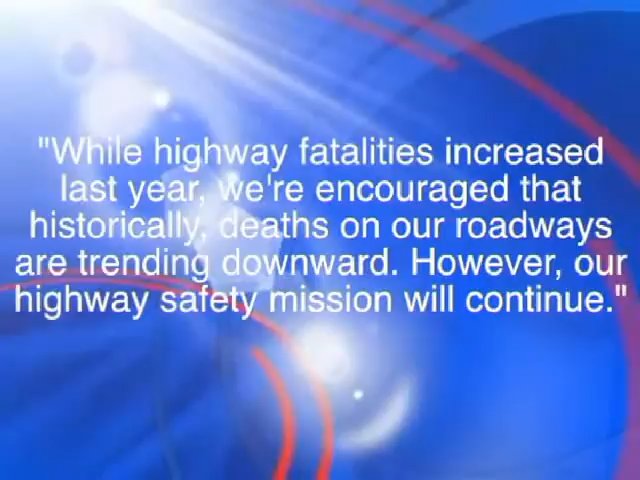 "While highway fatalities increased
last year, we're encouraged that
historically, deaths on our roadways
are trending downward. However, our
highway safety mission will continue."